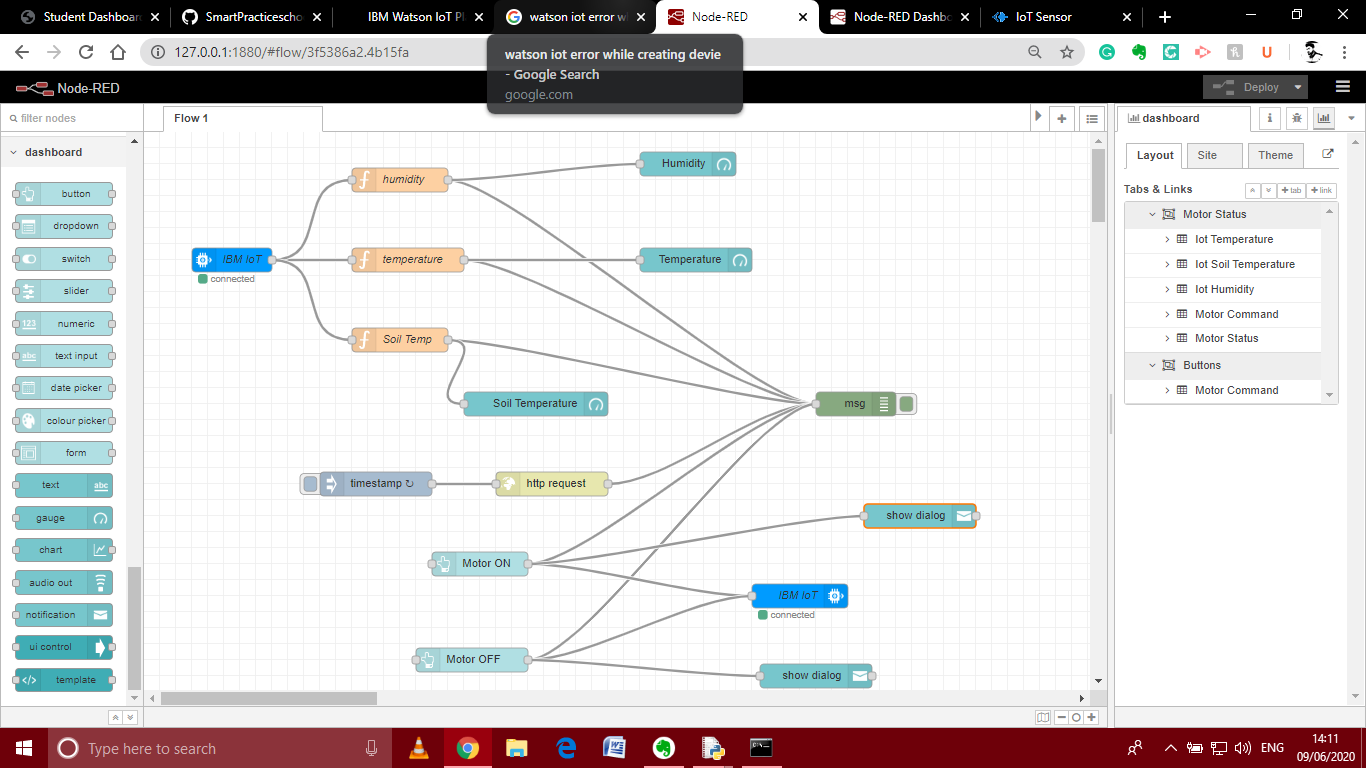 Student Dashboard
SmartPracticescho
IBM Watson IoT Pl
watson iot error wh
Node-RED
Node-RED Dashbo
IoT Sensor
127.0.0.1:1880/#flow/3f5386a2.4b15fa
watson iot error while creating devie
- Google Search
google.com
Node-RED
Deploy
filter nodes
Flow 1
dashboard
i
Layout
Site
Theme
Tabs & Links
tab
link
Motor Status
Iot Temperature
Iot Soil Temperature
Iot Humidity
Motor Command
Motor Status
Buttons
Motor Command
dashboard
button
dropdown
switch
slider
123 numeric
abc text input
date picker
colour picker
form
text abc
gauge
chart
audio out
notification
ui control
template
humidity
Humidity
IBM IoT
connected
temperature
Temperature
Soil Temp
Soil Temperature
msg
timestamp ↻
http request
show dialog
Motor ON
IBM IoT
connected
Motor OFF
show dialog
Type here to search
ENG
14:11
09/06/2020